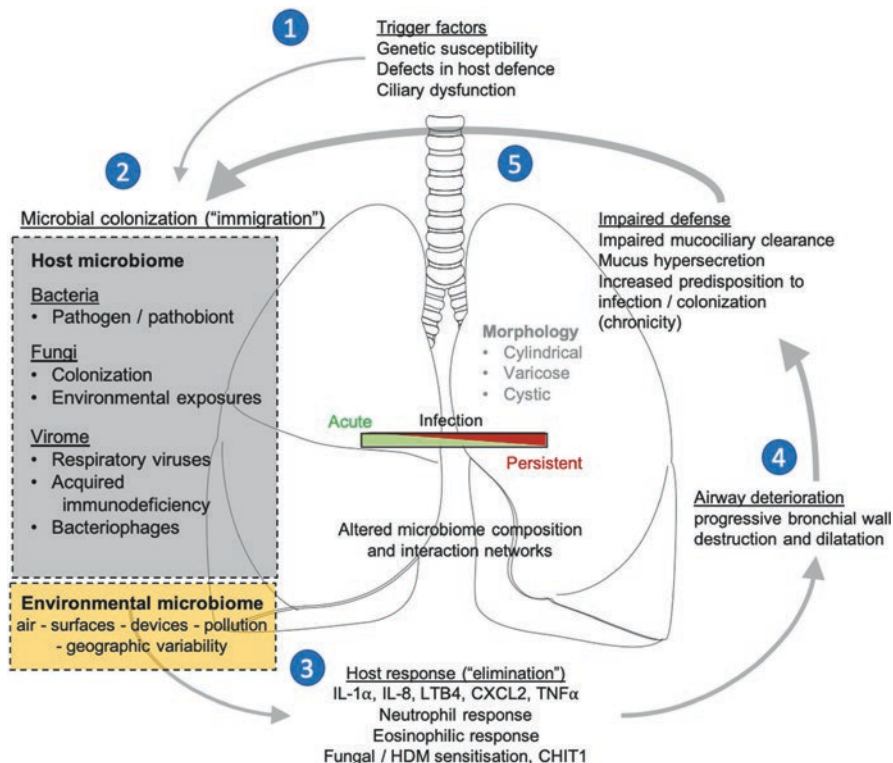 1
Trigger factors
Genetic susceptibility
Defects in host defence
Ciliary dysfunction
2
Microbial colonization (“immigration”)
Host microbiome
Bacteria
• Pathogen / pathobiont
Fungi
• Colonization
• Environmental exposures
Virome
• Respiratory viruses
• Acquired
immunodeficiency
• Bacteriophages
Environmental microbiome
air - surfaces - devices - pollution
- geographic variability
5
Impaired defense
Impaired mucociliary clearance
Mucus hypersecretion
Increased predisposition to
infection / colonization
(chronicity)
Morphology
• Cylindrical
• Varicose
• Cystic
Acute
Infection
Persistent
Altered microbiome composition
and interaction networks
4
Airway deterioration
progressive bronchial wall
destruction and dilatation
3
Host response (“elimination”)
IL-1α, IL-8, LTB4, CXCL2, TNFα
Neutrophil response
Eosinophilic response
Fungal / HDM sensitisation, CHIT1